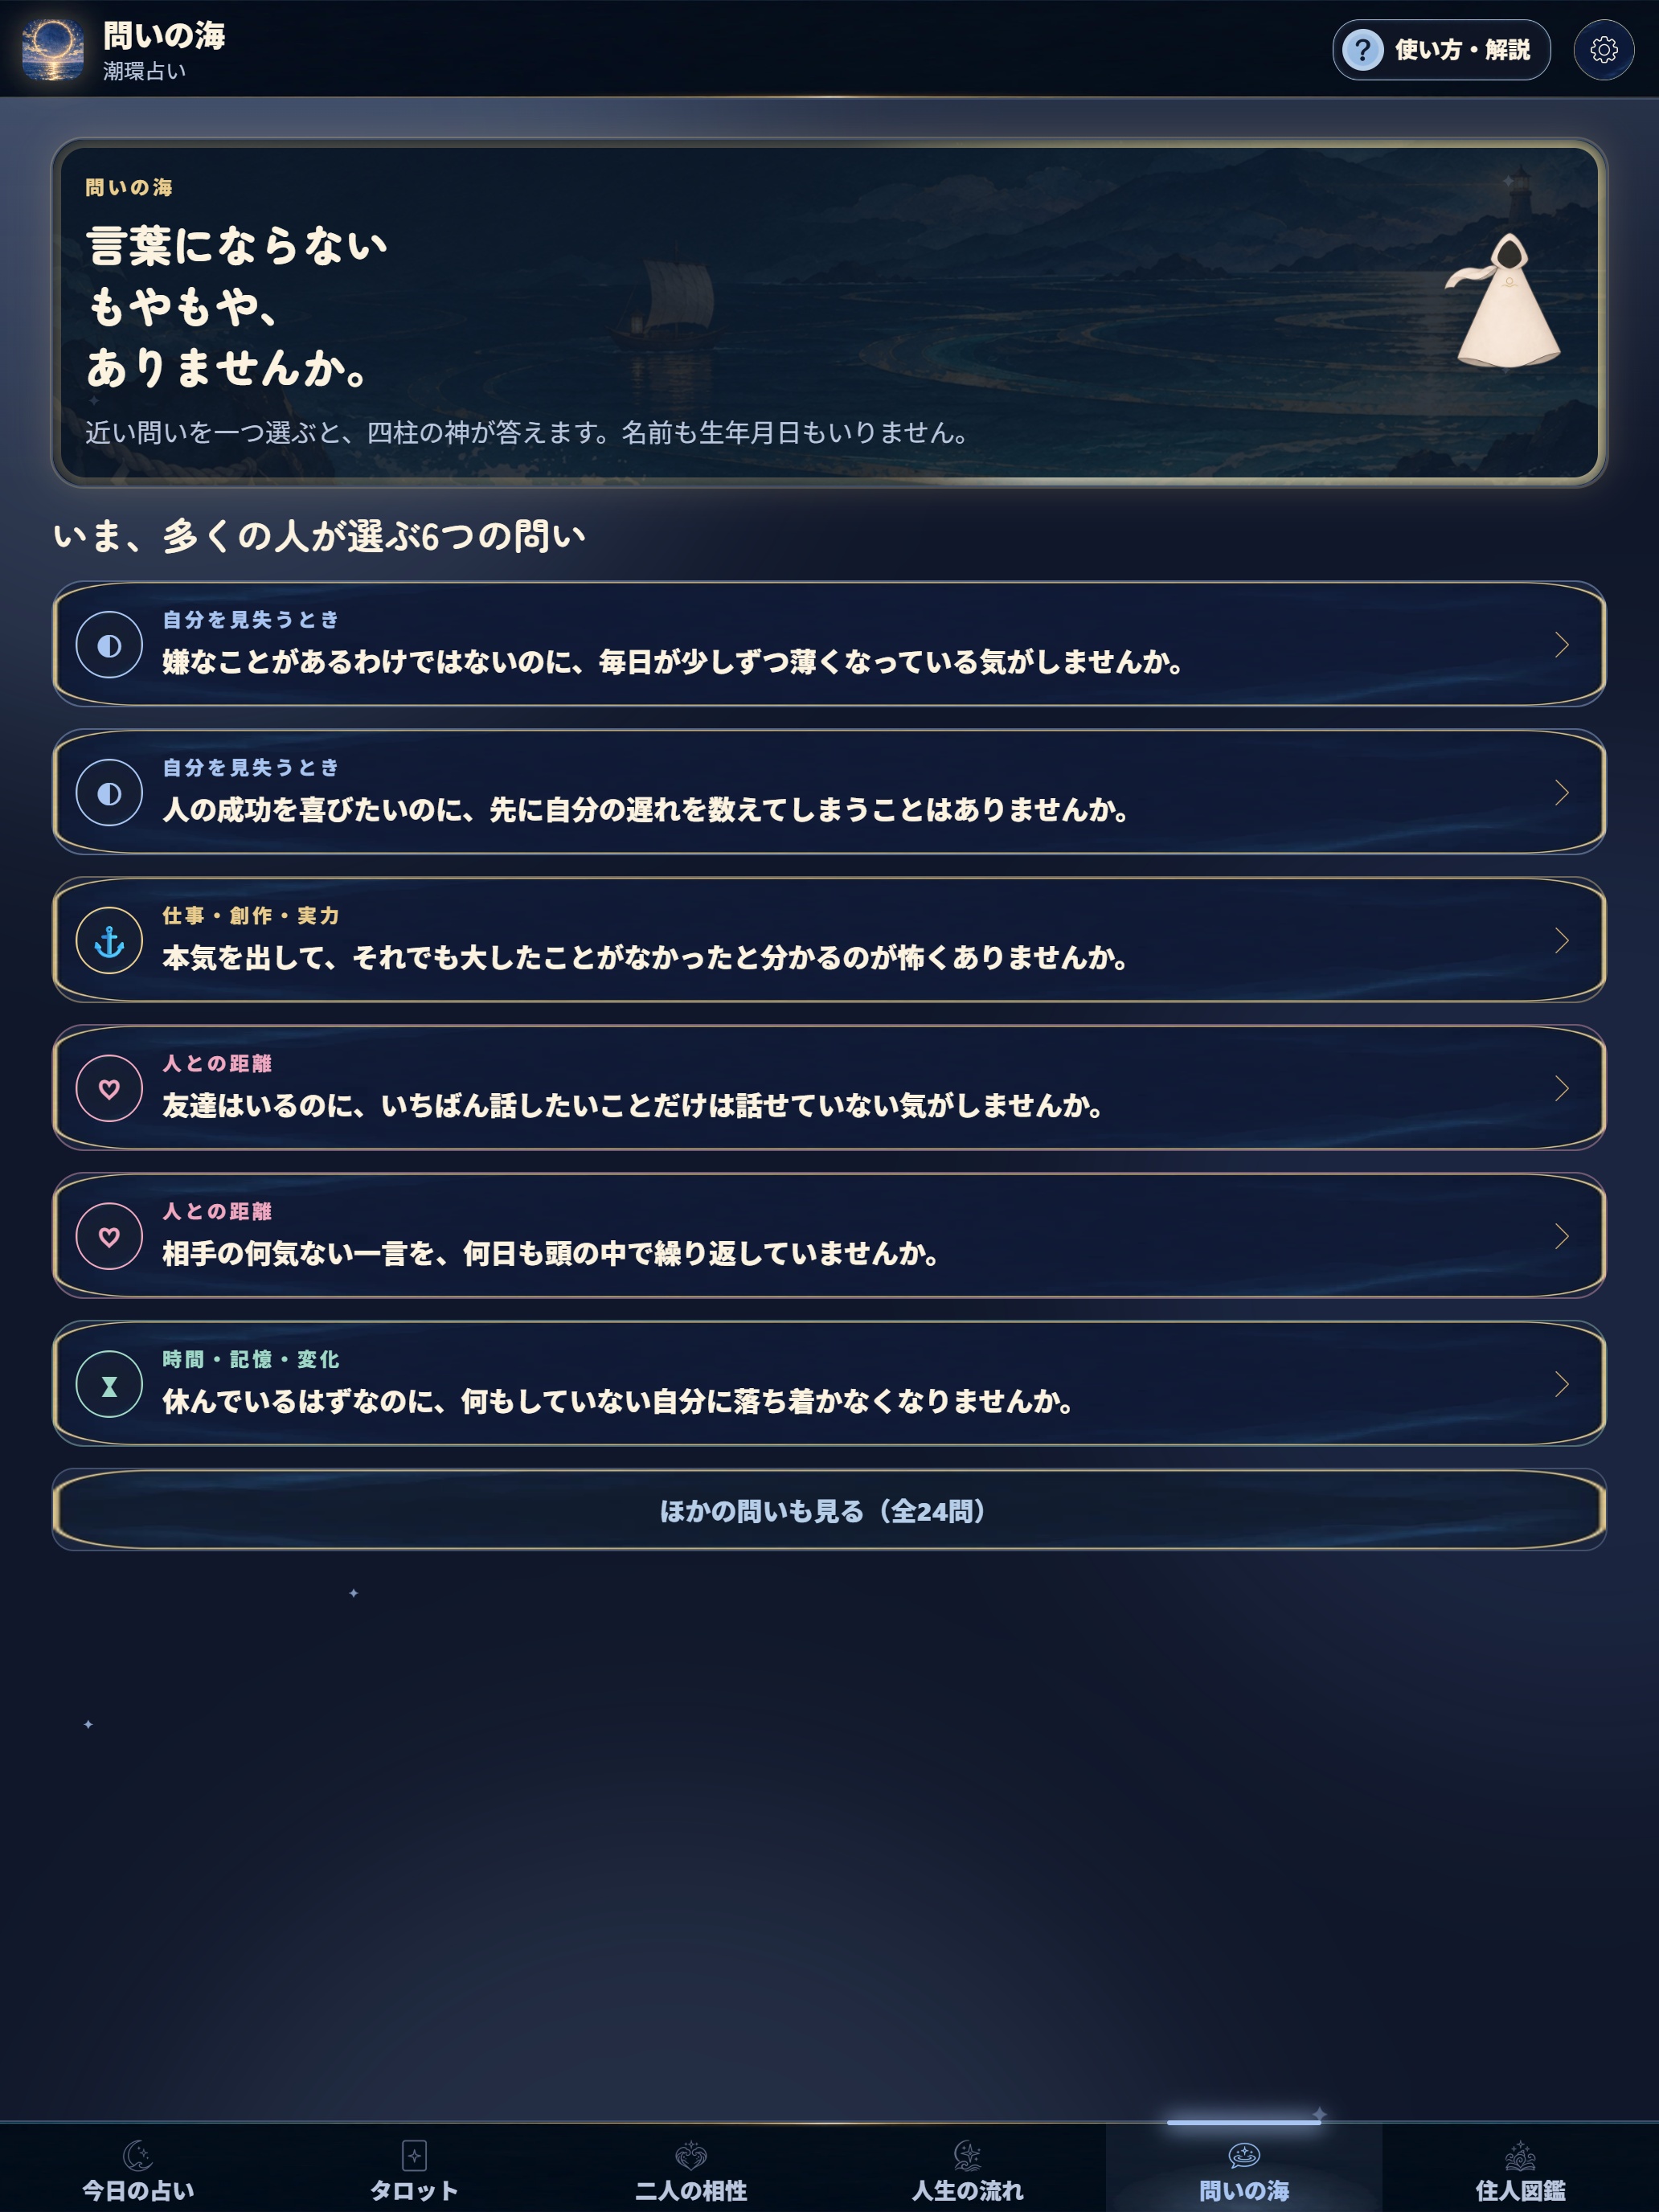 問いの海
潮環占い
? 使い方・解説
問いの海
言葉にならない
もやもや、
ありませんか。
近い問いを一つ選ぶと、四柱の神が答えます。名前も生年月日もいりません。
いま、多くの人が選ぶ6つの問い
自分を見失うとき
嫌なことがあるわけではないのに、毎日が少しずつ薄くなっている気がしませんか。
自分を見失うとき
人の成功を喜びたいのに、先に自分の遅れを数えてしまうことはありませんか。
仕事・創作・実力
本気を出して、それでも大したことがなかったと分かるのが怖くありませんか。
人との距離
友達はいるのに、いちばん話したいことだけは話せていない気がしませんか。
人との距離
相手の何気ない一言を、何日も頭の中で繰り返していませんか。
時間・記憶・変化
休んでいるはずなのに、何もしていない自分に落ち着かなくなりませんか。
ほかの問いも見る（全24問）
今日の占い
タロット
二人の相性
人生の流れ
問いの海
住人図鑑